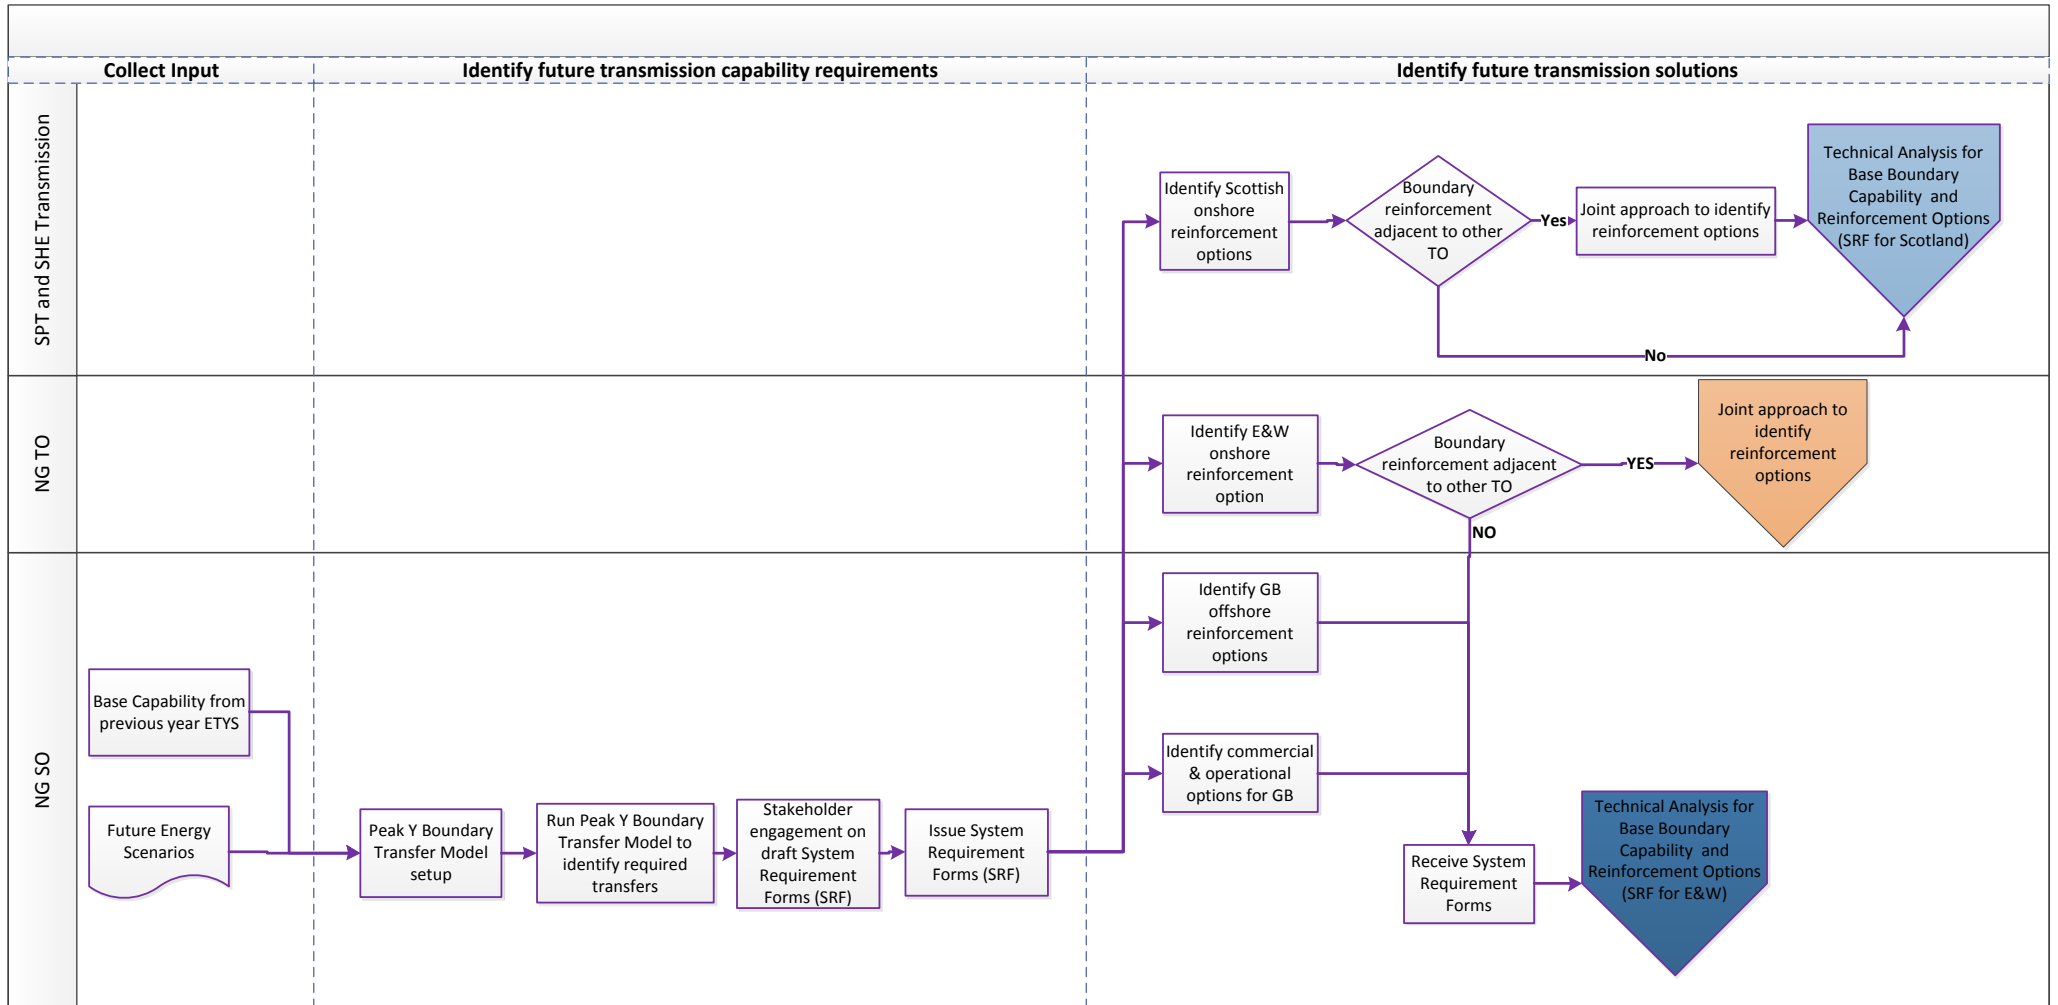 Collect Input
Identify future transmission capability requirements
Identify future transmission solutions
SPT and SHE Transmission
Identify Scottish
onshore
reinforcement
options
Boundary
reinforcement
adjacent to other
TO
Yes
Joint approach to identify
reinforcement options
Technical Analysis for
Base Boundary
Capability and
Reinforcement Options
(SRF for Scotland)
No
NG TO
Identify E&W
onshore
reinforcement
option
Boundary
reinforcement adjacent
to other TO
YES
Joint approach to
identify
reinforcement
options
NO
NG SO
Base Capability from
previous year ETYS
Future Energy
Scenarios
Peak Y Boundary
Transfer Model
setup
Run Peak Y Boundary
Transfer Model to
identify required
transfers
Stakeholder
engagement on
draft System
Requirement
Forms (SRF)
Issue System
Requirement
Forms (SRF)
Identify GB
offshore
reinforcement
options
Identify commercial
& operational
options for GB
Receive System
Requirement
Forms
Technical Analysis for
Base Boundary
Capability and
Reinforcement Options
(SRF for E&W)